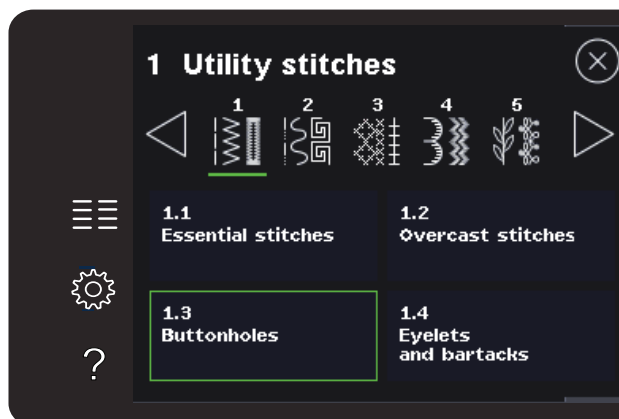 1 Utility stitches
1 2 3 4 5
1.1
Essential stitches
1.2
Overcast stitches
1.3
Buttonholes
1.4
Eyelets
and bartacks
?